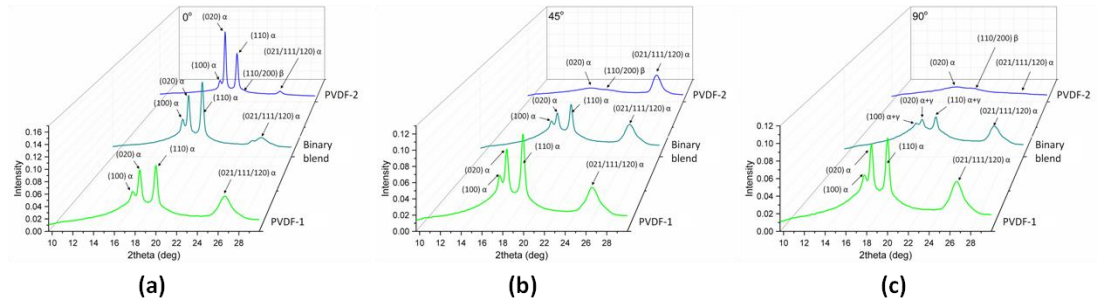 0°
(020) α
(110) α
(100) α
(110/200) β
(021/111/120) α
PVDF-2
(020) α
(100) α
(110) α
(021/111/120) α
Binary
blend
(020) α
(110) α
(100) α
(021/111/120) α
PVDF-1
0.16
0.14
0.12
0.10
0.08
0.06
0.04
0.02
0.00
Intensity
10 12 14 16 18 20 22 24 26 28
2theta (deg)
(a)
45°
(020) α
(110/200) β
(021/111/120) α
PVDF-2
(020) α
(100) α
(110) α
(021/111/120) α
Binary
blend
(020) α
(110) α
(100) α
(021/111/120) α
PVDF-1
0.12
0.10
0.08
0.06
0.04
0.02
0.00
Intensity
10 12 14 16 18 20 22 24 26 28
2theta (deg)
(b)
90°
(110/200) β
(020) α
(021/111/120) α
PVDF-2
(020) α+γ
(110) α+γ
(100) α+γ
(021/111/120) α
Binary
blend
(020) α
(110) α
(100) α
(021/111/120) α
PVDF-1
0.12
0.10
0.08
0.06
0.04
0.02
0.00
Intensity
10 12 14 16 18 20 22 24 26 28
2theta (deg)
(c)